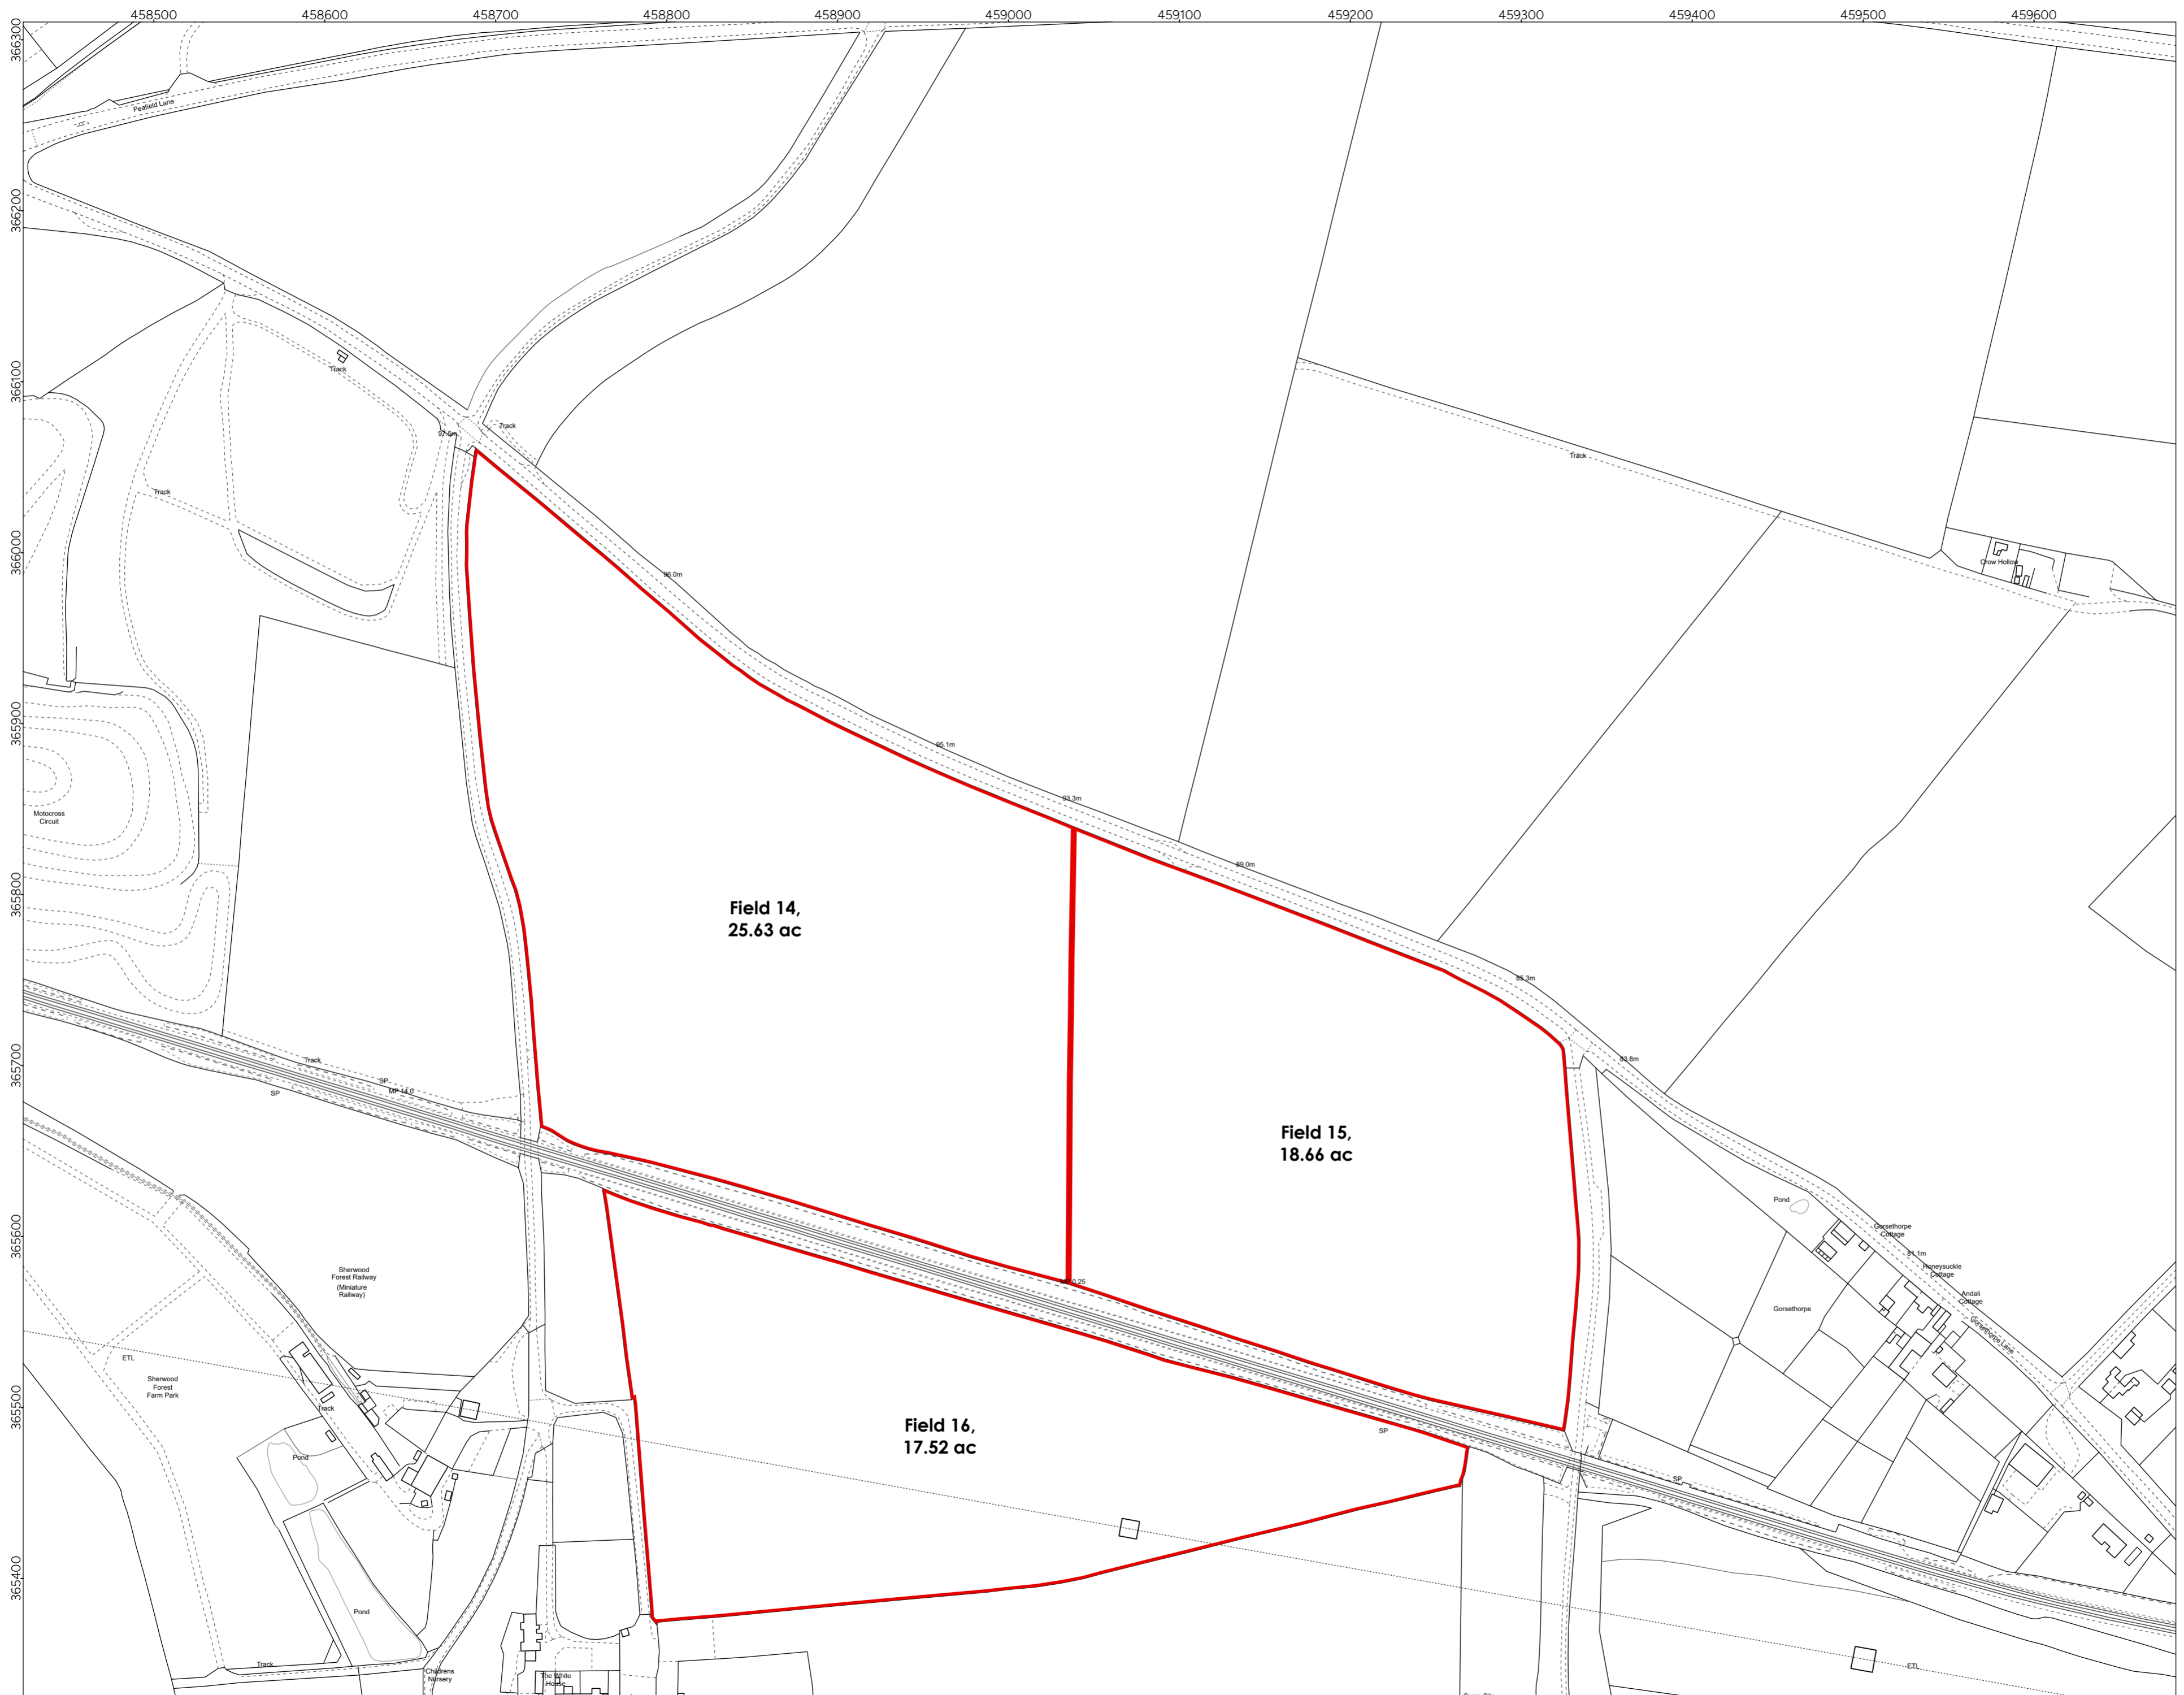 458500 458600 458700 458800 458900 459000 459100 459200 459300 459400 459500 459600
366300
366200
366100
366000
365900
365800
365700
365600
365500
365400
Peafield Lane
Track
97.5m
Track
Track
Track
96.0m
Crow Hollow
95.1m
93.3m
Motocross
Circuit
89.0m
Field 14,
25.63 ac
85.3m
83.8m
Track
SP
MP 14.0
SP
Field 15,
18.66 ac
Pond
Gorsethorpe
Cottage
81.1m
Honeysuckle
Cottage
Andali
Cottage
Gorsethorpe Lane
Gorsethorpe
Sherwood
Forest Railway
(Miniature
Railway)
ETL
Sherwood
Forest
Farm Park
Track
Pond
Field 16,
17.52 ac
SP
SP
Pond
Track
Childrens
Nursery
The White
House
ETL